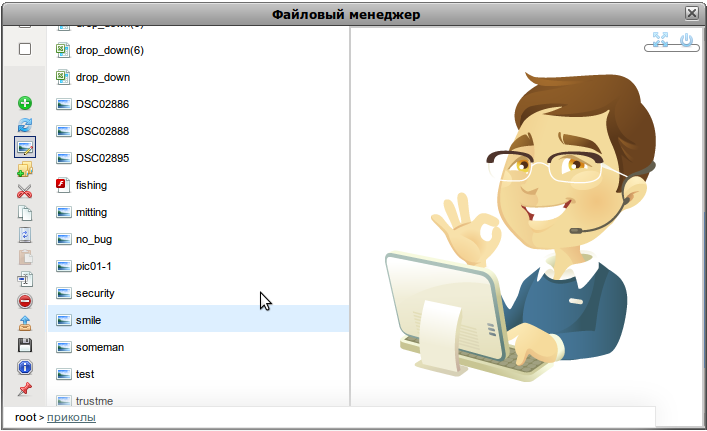 Файловый менеджер
drop_down(6)
drop_down
DSC02886
DSC02888
DSC02895
fishing
mitting
no_bug
pic01-1
security
smile
someman
test
trustme
root > приколы